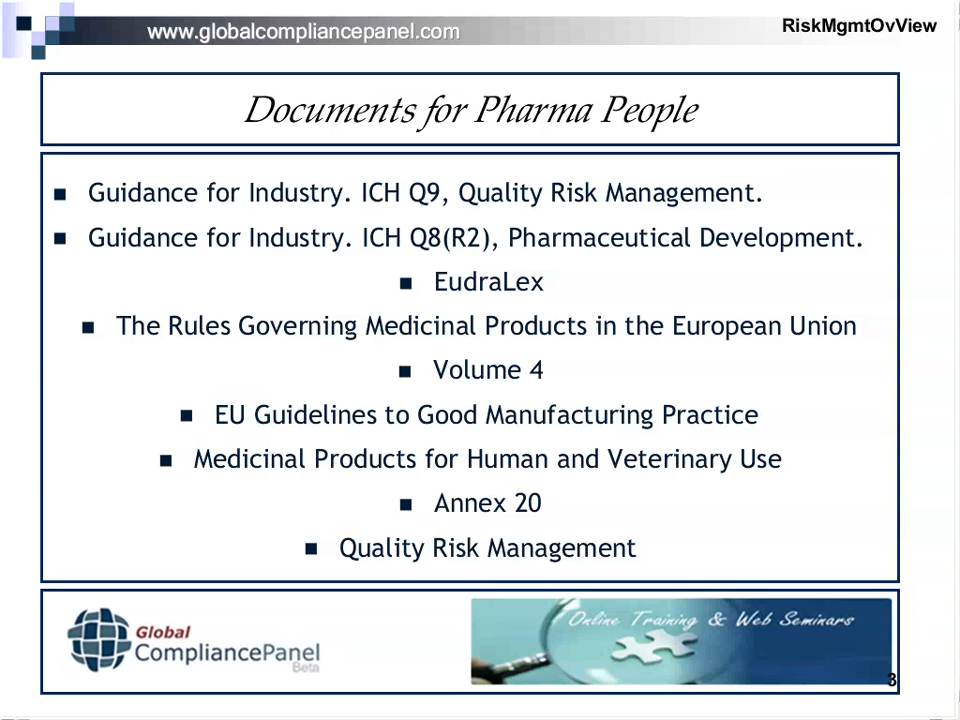 www.globalcompliancepanel.com
RiskMgmtOvView
Documents for Pharma People
Guidance for Industry. ICH Q9, Quality Risk Management.
Guidance for Industry. ICH Q8(R2), Pharmaceutical Development.
EudraLex
The Rules Governing Medicinal Products in the European Union
Volume 4
EU Guidelines to Good Manufacturing Practice
Medicinal Products for Human and Veterinary Use
Annex 20
Quality Risk Management
Global
CompliancePanel
Beta
Online Training & Web Seminars
3